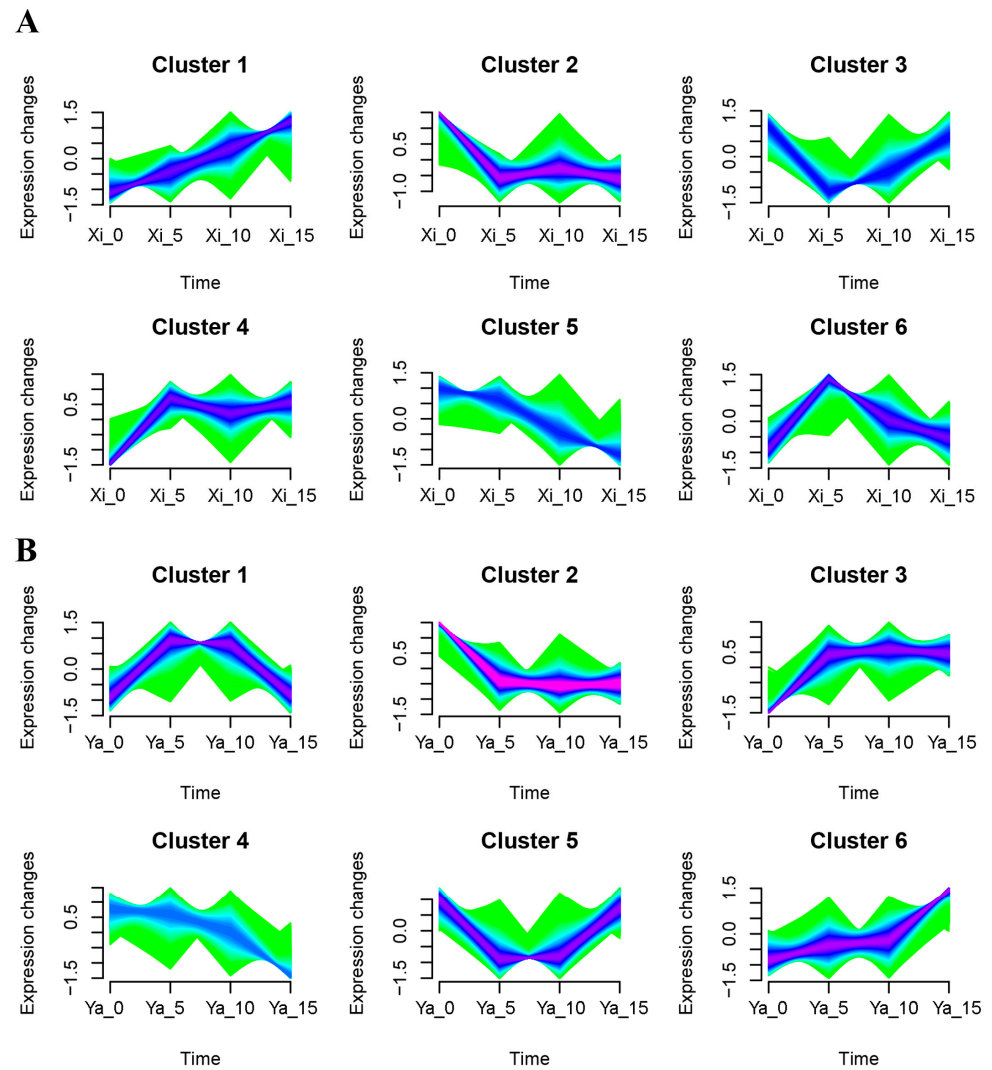 A
Cluster 1 Cluster 2 Cluster 3
Expression changes Expression changes Expression changes
1.5 0.0 −1.5
0.5 −1.0
1.5 0.0 −1.5
Xi_0 Xi_5 Xi_10 Xi_15 Xi_0 Xi_5 Xi_10 Xi_15 Xi_0 Xi_5 Xi_10 Xi_15
Time Time Time
Cluster 4 Cluster 5 Cluster 6
Expression changes Expression changes Expression changes
0.5 −1.5
1.5 0.0 −1.5
1.5 0.0 −1.5
Xi_0 Xi_5 Xi_10 Xi_15 Xi_0 Xi_5 Xi_10 Xi_15 Xi_0 Xi_5 Xi_10 Xi_15
B
Cluster 1 Cluster 2 Cluster 3
Expression changes Expression changes Expression changes
1.5 0.0 −1.5
0.5 −1.5
0.5 −1.5
Ya_0 Ya_5 Ya_10 Ya_15 Ya_0 Ya_5 Ya_10 Ya_15 Ya_0 Ya_5 Ya_10 Ya_15
Time Time Time
Cluster 4 Cluster 5 Cluster 6
Expression changes Expression changes Expression changes
0.5 −1.5
0.0 −1.5
1.5 0.0 −1.5
Ya_0 Ya_5 Ya_10 Ya_15 Ya_0 Ya_5 Ya_10 Ya_15 Ya_0 Ya_5 Ya_10 Ya_15
Time Time Time